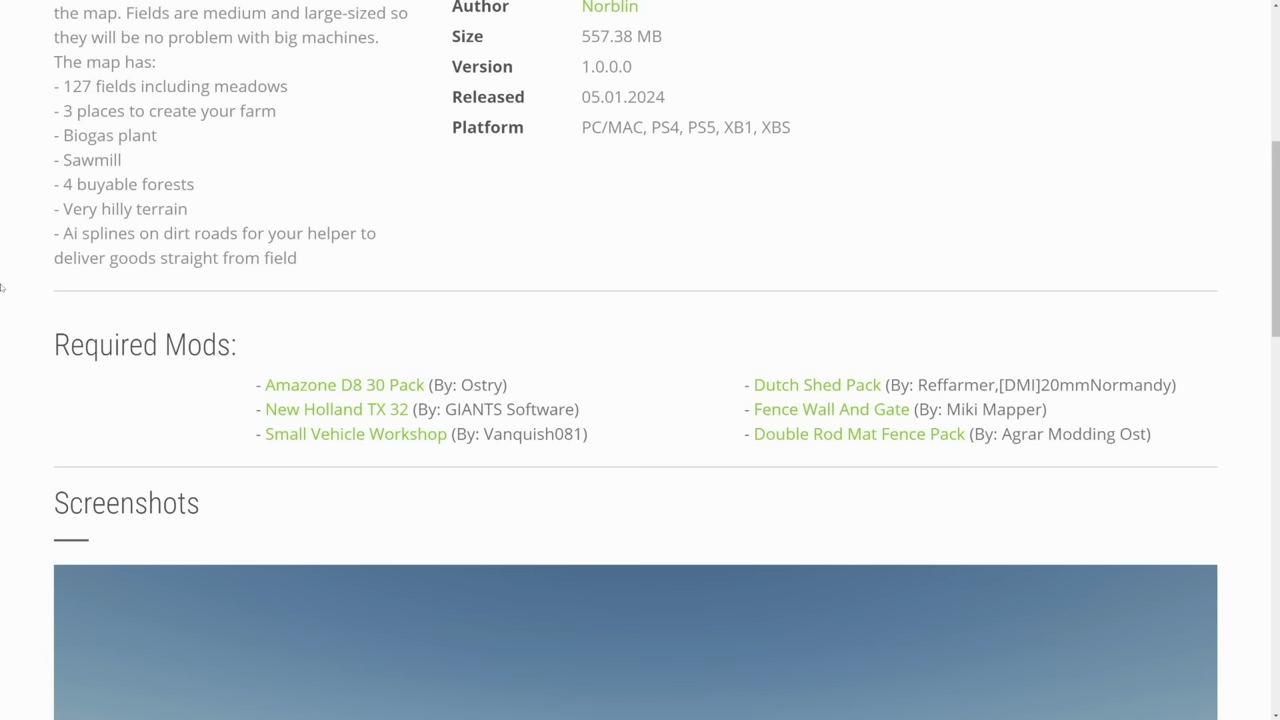 the map. Fields are medium and large-sized so
they will be no problem with big machines.
The map has:
- 127 fields including meadows
- 3 places to create your farm
- Biogas plant
- Sawmill
- 4 buyable forests
- Very hilly terrain
- Ai splines on dirt roads for your helper to
deliver goods straight from field
Author Norblin
Size 557.38 MB
Version 1.0.0.0
Released 05.01.2024
Platform PC/MAC, PS4, PS5, XB1, XBS
Required Mods:
- Amazone D8 30 Pack (By: Ostry)
- New Holland TX 32 (By: GIANTS Software)
- Small Vehicle Workshop (By: Vanquish081)
- Dutch Shed Pack (By: Reffarmer,[DMI]20mmNormandy)
- Fence Wall And Gate (By: Miki Mapper)
- Double Rod Mat Fence Pack (By: Agrar Modding Ost)
Screenshots